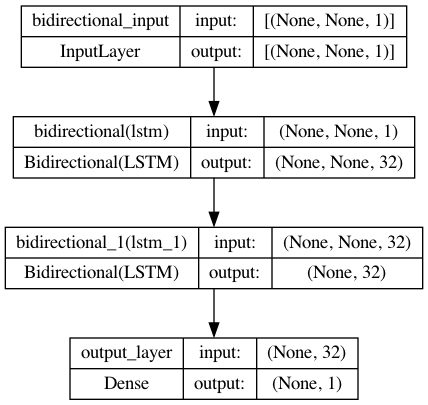 bidirectional_input input: [(None, None, 1)]
InputLayer output: [(None, None, 1)]
bidirectional(lstm) input: (None, None, 1)
Bidirectional(LSTM) output: (None, None, 32)
bidirectional_1(lstm_1) input: (None, None, 32)
Bidirectional(LSTM) output: (None, 32)
output_layer input: (None, 32)
Dense output: (None, 1)